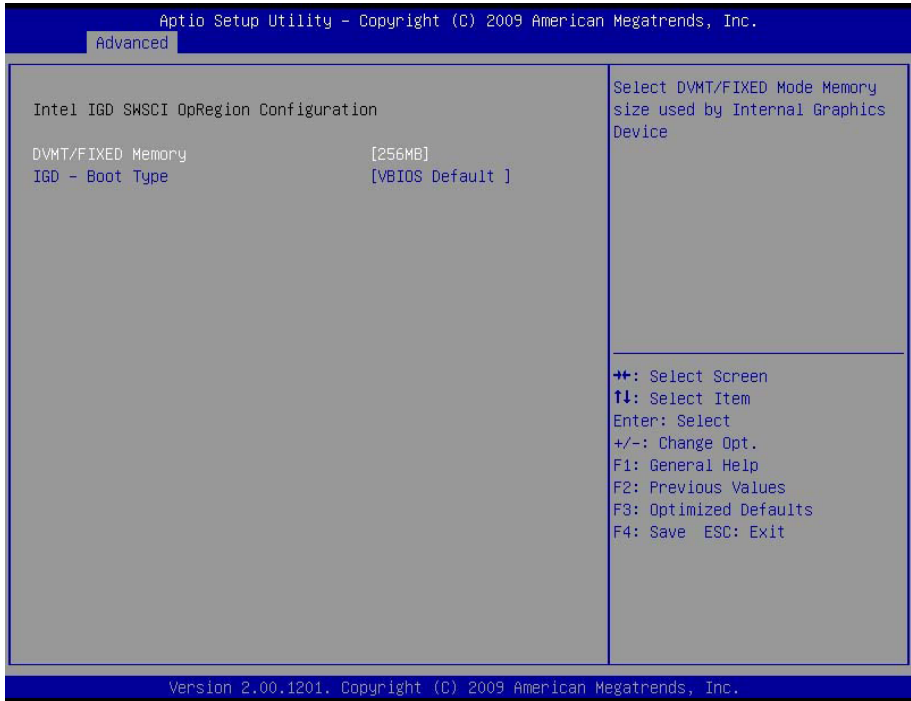 Aptio Setup Utility – Copyright (C) 2009 American Megatrends, Inc.
Advanced
Intel IGD SWSCI OpRegion Configuration
DVMT/FIXED Memory [256MB]
IGD - Boot Type [VBIOS Default ]
Select DVMT/FIXED Mode Memory
size used by Internal Graphics
Device
→←: Select Screen
↑↓: Select Item
Enter: Select
+/-: Change Opt.
F1: General Help
F2: Previous Values
F3: Optimized Defaults
F4: Save  ESC: Exit
Version 2.00.1201. Copyright (C) 2009 American Megatrends, Inc.